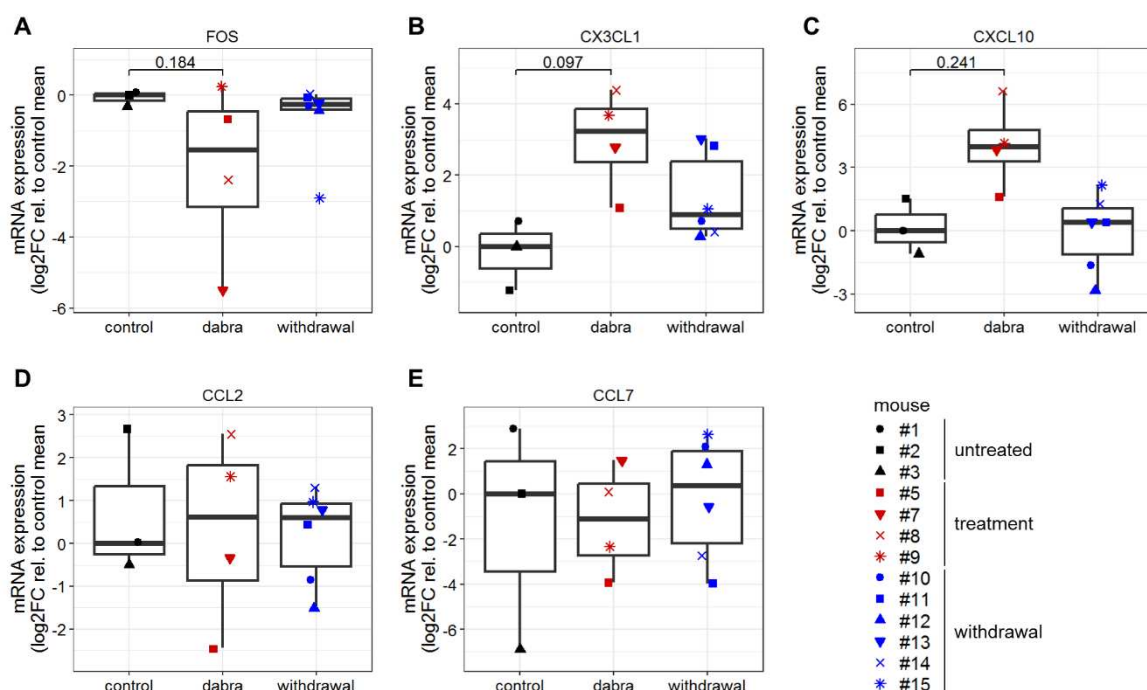 A
FOS
mRNA expression
(log2FC rel. to control mean)
0
-2
-4
-6
0.184
control
dabra
withdrawal
B
CX3CL1
mRNA expression
(log2FC rel. to control mean)
4
2
0
0.097
control
dabra
withdrawal
C
CXCL10
mRNA expression
(log2FC rel. to control mean)
6
3
0
-3
0.241
control
dabra
withdrawal
D
CCL2
mRNA expression
(log2FC rel. to control mean)
3
2
1
0
-1
-2
control
dabra
withdrawal
E
CCL7
mRNA expression
(log2FC rel. to control mean)
2
0
-2
-4
-6
control
dabra
withdrawal
mouse
#1
#2
#3
untreated
#5
#7
#8
#9
treatment
#10
#11
#12
#13
#14
#15
withdrawal